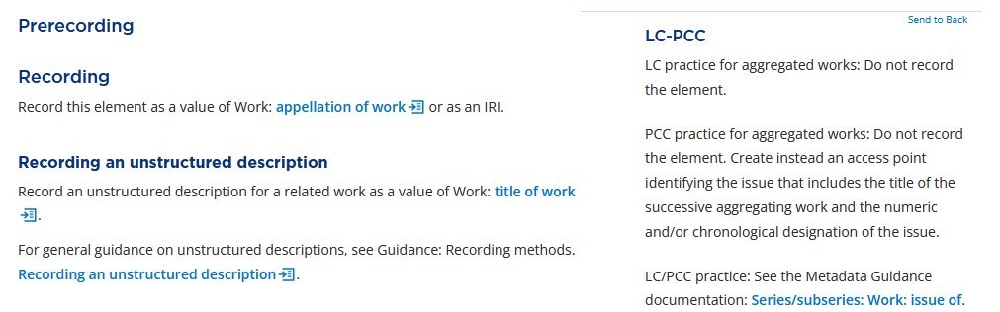 Prerecording
Recording
Record this element as a value of Work: appellation of work or as an IRI.
Recording an unstructured description
Record an unstructured description for a related work as a value of Work: title of work
.
For general guidance on unstructured descriptions, see Guidance: Recording methods.
Recording an unstructured description .
Send to Back
LC-PCC
LC practice for aggregated works: Do not record
the element.
PCC practice for aggregated works: Do not record
the element. Create instead an access point
identifying the issue that includes the title of the
successive aggregating work and the numeric
and/or chronological designation of the issue.
LC/PCC practice: See the Metadata Guidance
documentation: Series/subseries: Work: issue of.